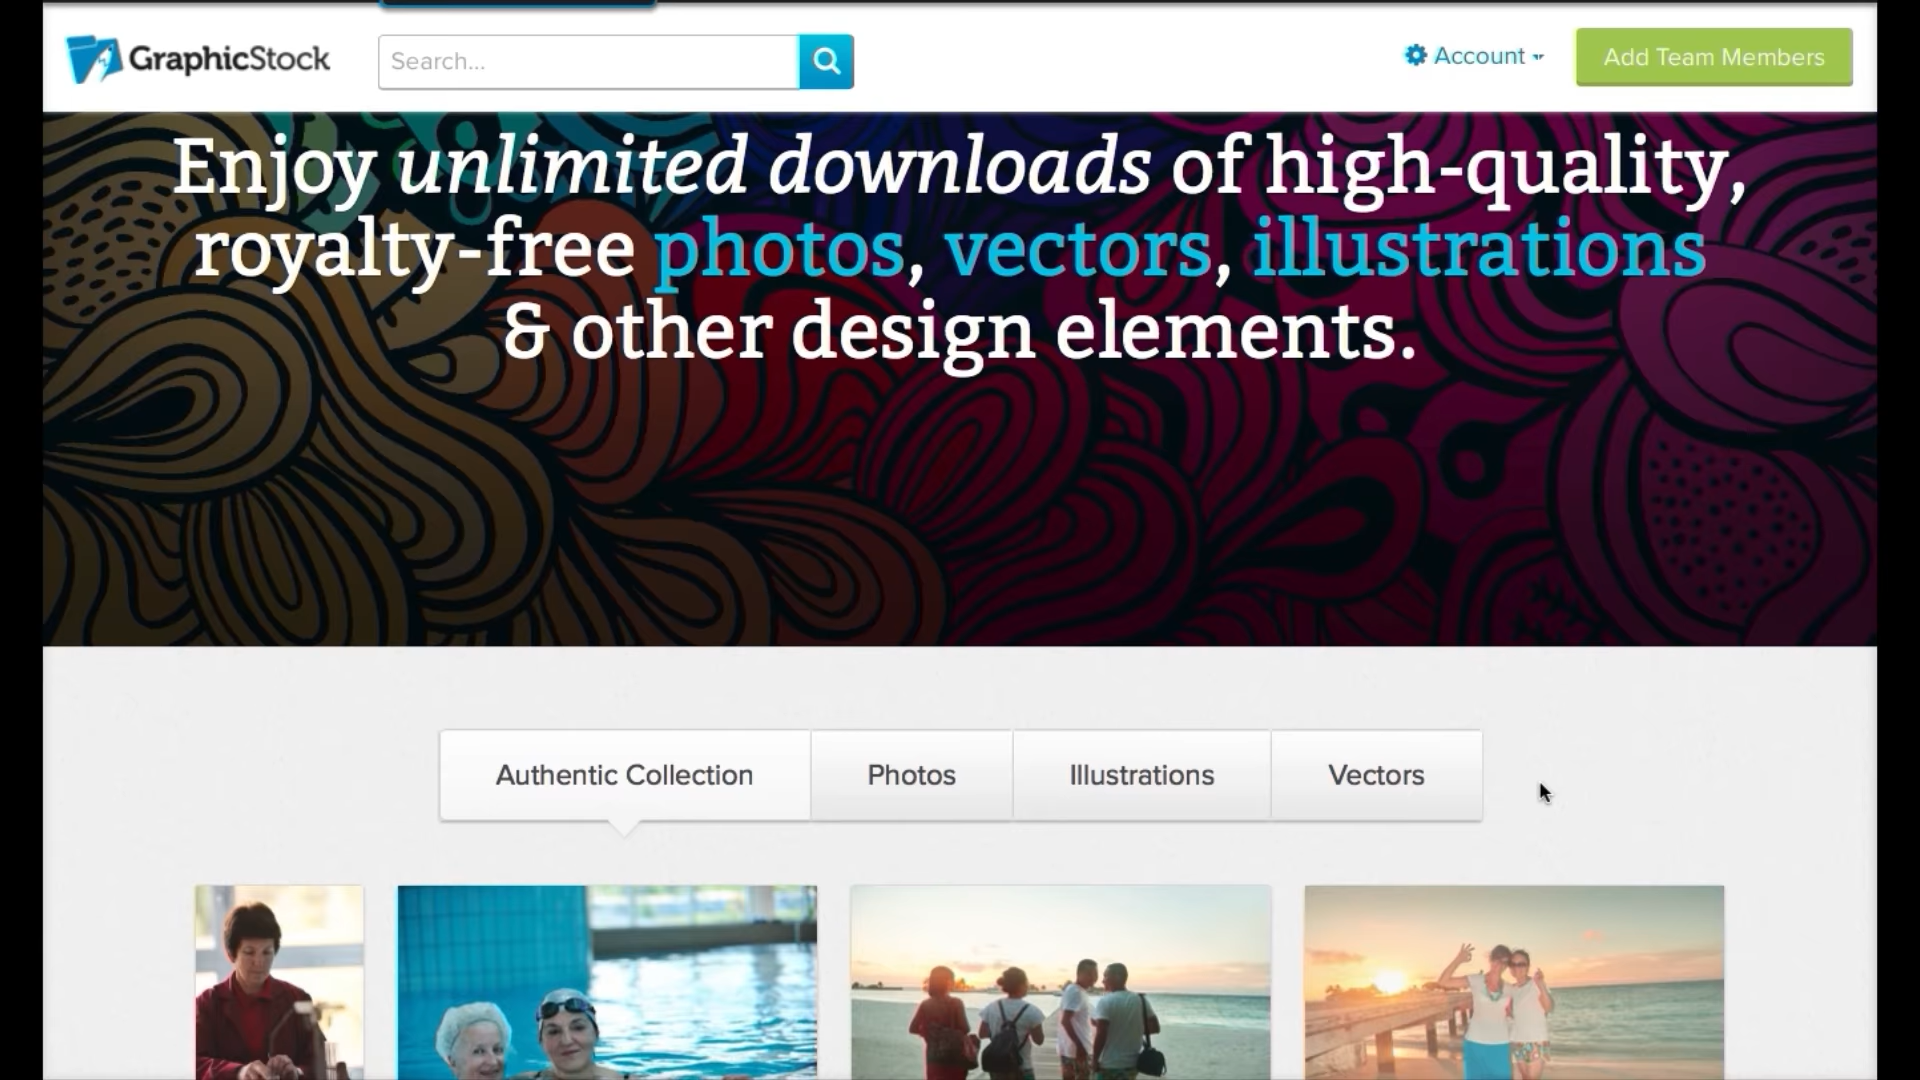 GraphicStock
Search...
Account
Add Team Members
Enjoy unlimited downloads of high-quality,
royalty-free photos, vectors, illustrations
& other design elements.
Authentic Collection
Photos
Illustrations
Vectors